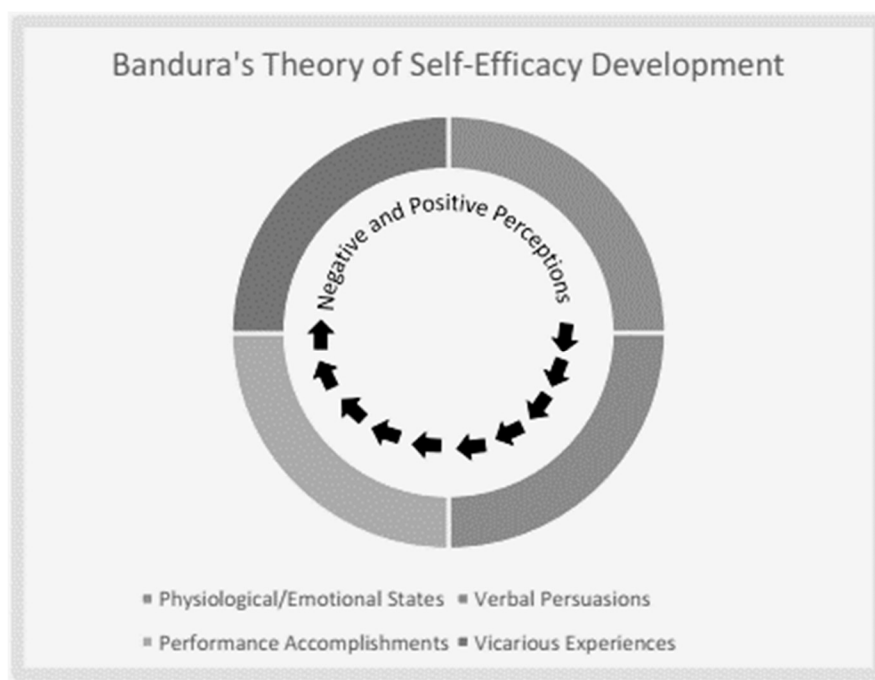 Bandura's Theory of Self-Efficacy Development
Negative and Positive Perceptions
Physiological/Emotional States
Verbal Persuasions
Performance Accomplishments
Vicarious Experiences